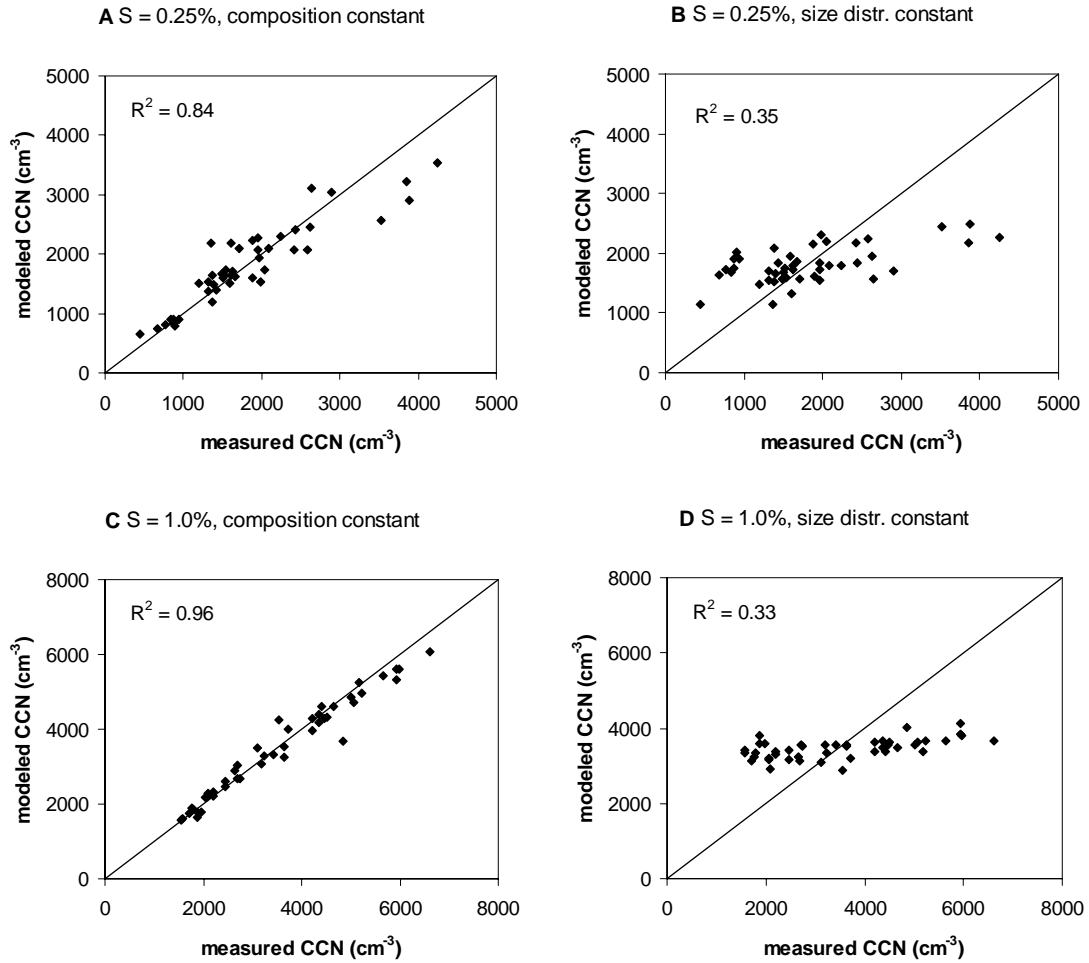 A S = 0.25%, composition constant
R² = 0.84
modeled CCN (cm⁻³)
5000
4000
3000
2000
1000
0
0 1000 2000 3000 4000 5000
measured CCN (cm⁻³)
B S = 0.25%, size distr. constant
R² = 0.35
modeled CCN (cm⁻³)
5000
4000
3000
2000
1000
0
0 1000 2000 3000 4000 5000
measured CCN (cm⁻³)
C S = 1.0%, composition constant
R² = 0.96
modeled CCN (cm⁻³)
8000
6000
4000
2000
0
0 2000 4000 6000 8000
measured CCN (cm⁻³)
D S = 1.0%, size distr. constant
R² = 0.33
modeled CCN (cm⁻³)
8000
6000
4000
2000
0
0 2000 4000 6000 8000
measured CCN (cm⁻³)